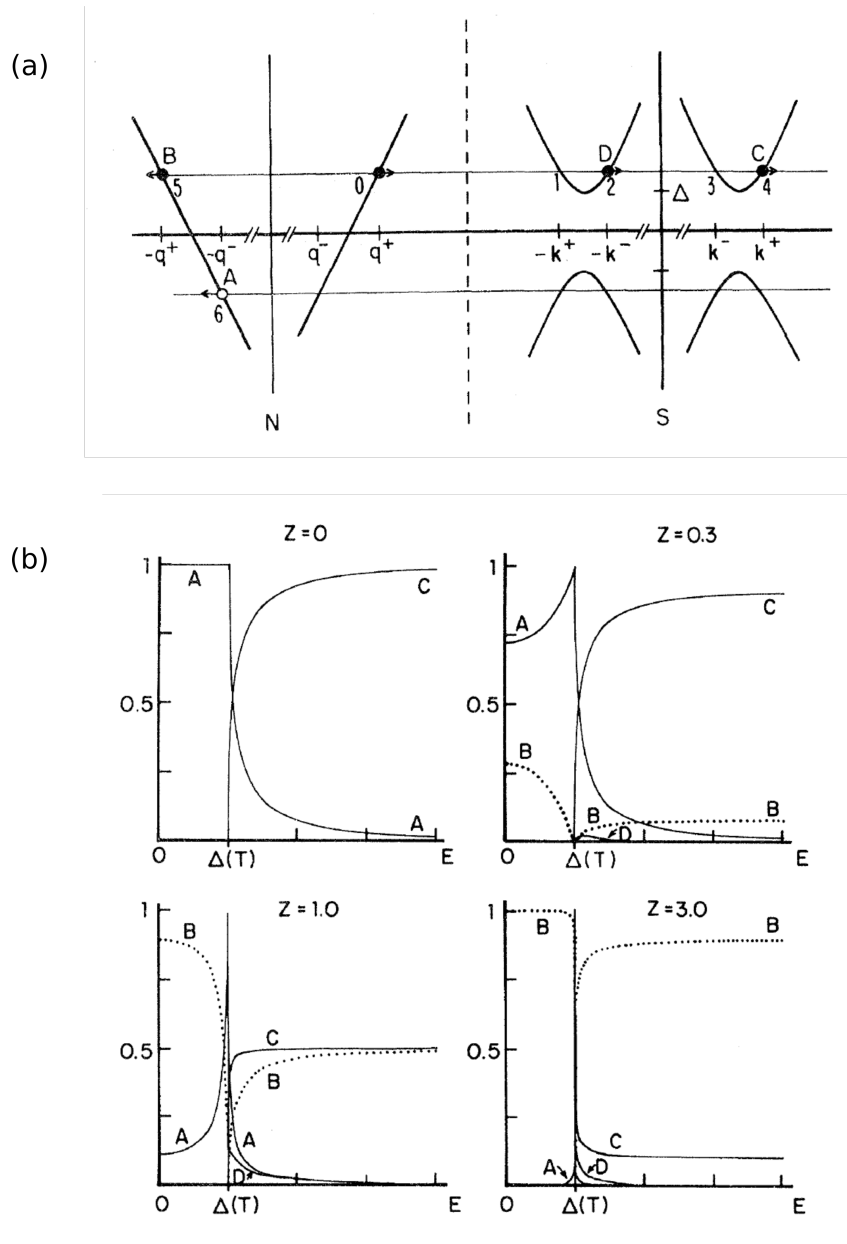 (a)
B A 5 6 0
D C 1 2 3 4 Δ
-q⁺ -q⁻ q⁻ q⁺ -k⁺ -k⁻ k⁻ k⁺
N S
(b)
Z = 0
1
0.5
A
C
A
0 Δ(T) E
Z = 0.3
1
0.5
A
C
B
B
B
D
0 Δ(T) E
Z = 1.0
1
0.5
B
C
B
A
A
D
0 Δ(T) E
Z = 3.0
1
0.5
B
B
C
A
D
0 Δ(T) E